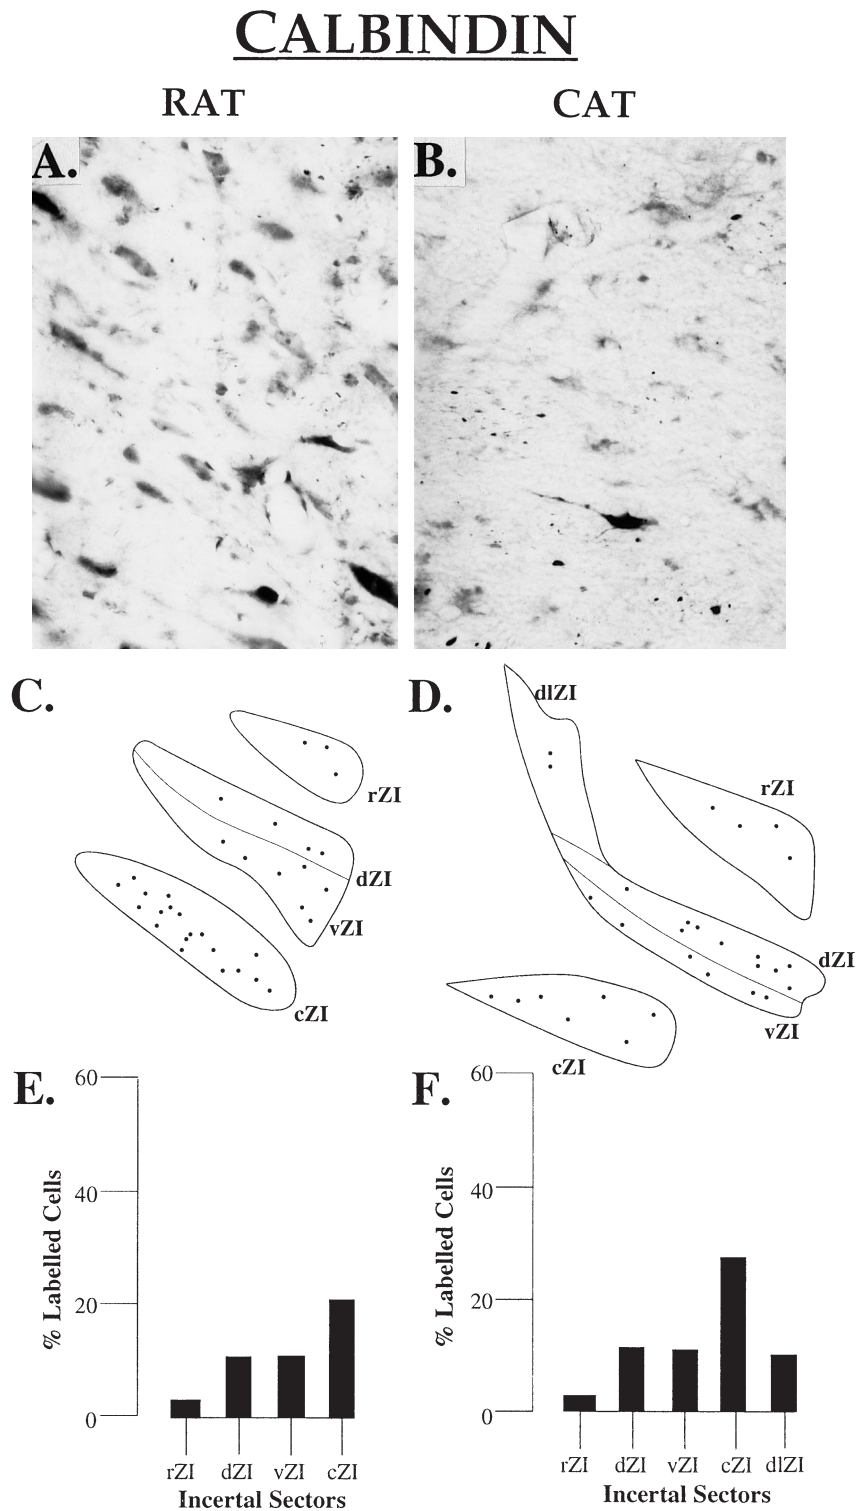 CALBINDIN
RAT
CAT
A.
B.
C.
D.
dlZI
rZI
dZI
vZI
cZI
rZI
dZI
vZI
cZI
E.
60
40
20
0
% Labelled Cells
rZI dZI vZI cZI
Incertal Sectors
F.
60
40
20
0
% Labelled Cells
rZI dZI vZI cZI dlZI
Incertal Sectors